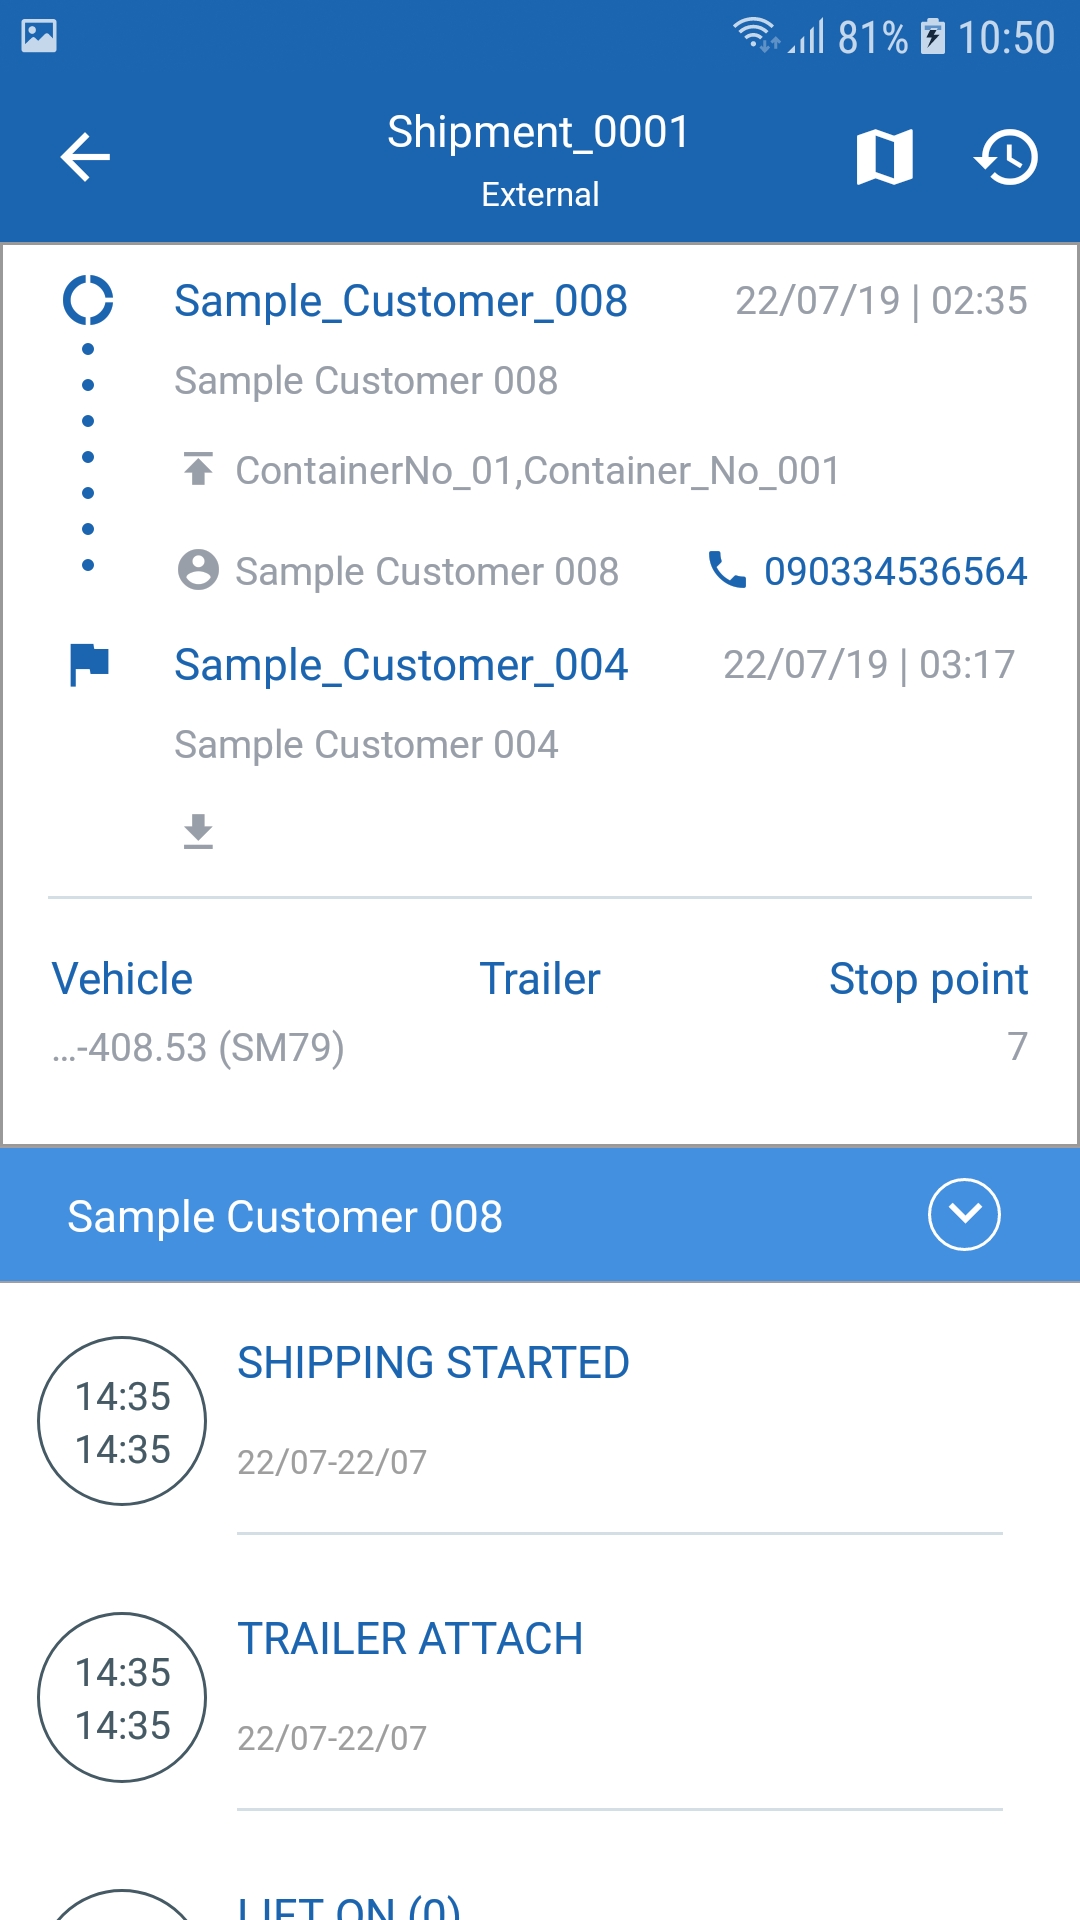 81% 10:50
Shipment_0001
External
Sample_Customer_008 22/07/19 | 02:35
Sample Customer 008
ContainerNo_01,Container_No_001
Sample Customer 008 090334536564
Sample_Customer_004 22/07/19 | 03:17
Sample Customer 004
Vehicle Trailer Stop point
...-408.53 (SM79) 7
Sample Customer 008
14:35
14:35
SHIPPING STARTED
22/07-22/07
14:35
14:35
TRAILER ATTACH
22/07-22/07
LIFT ON (0)